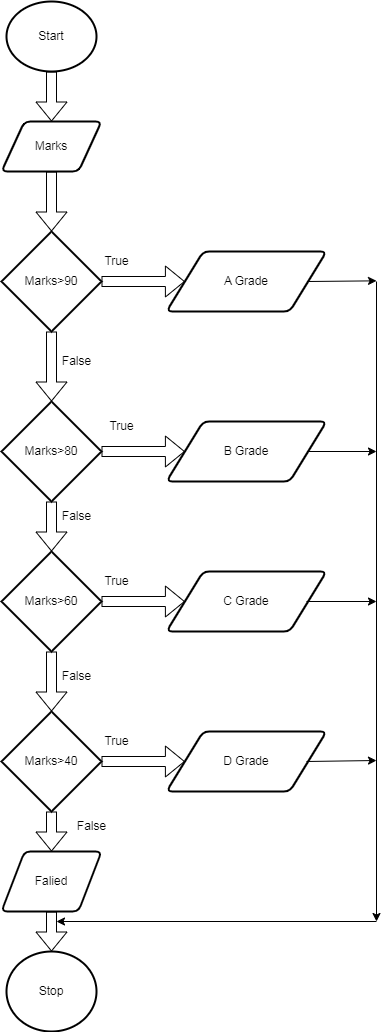 Start
Marks
Marks>90
True
A Grade
False
Marks>80
True
B Grade
False
Marks>60
True
C Grade
False
Marks>40
True
D Grade
False
Falied
Stop